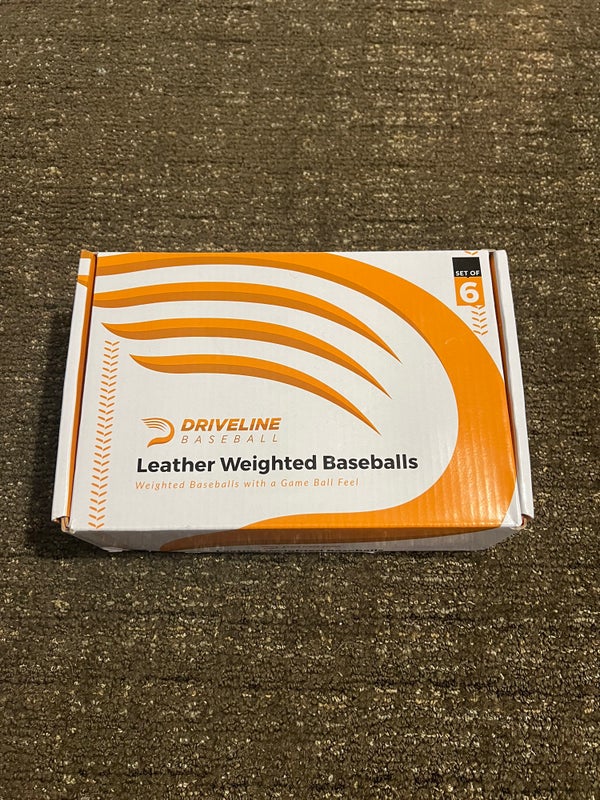 SET OF
6
DRIVELINE
BASEBALL
Leather Weighted Baseballs
Weighted Baseballs with a Game Ball Feel